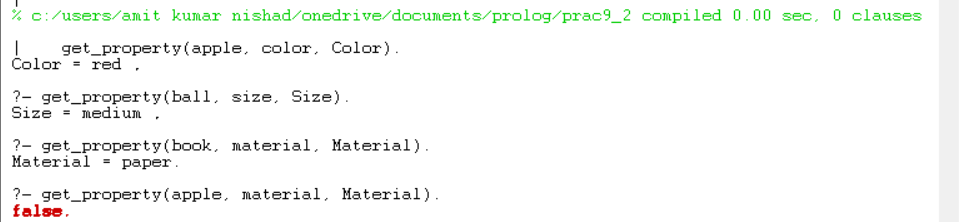 % c:/users/amit kumar nishad/onedrive/documents/prolog/prac9_2 compiled 0.00 sec, 0 clauses
|    get_property(apple, color, Color).
Color = red ,
?- get_property(ball, size, Size).
Size = medium ,
?- get_property(book, material, Material).
Material = paper.
?- get_property(apple, material, Material).
false.